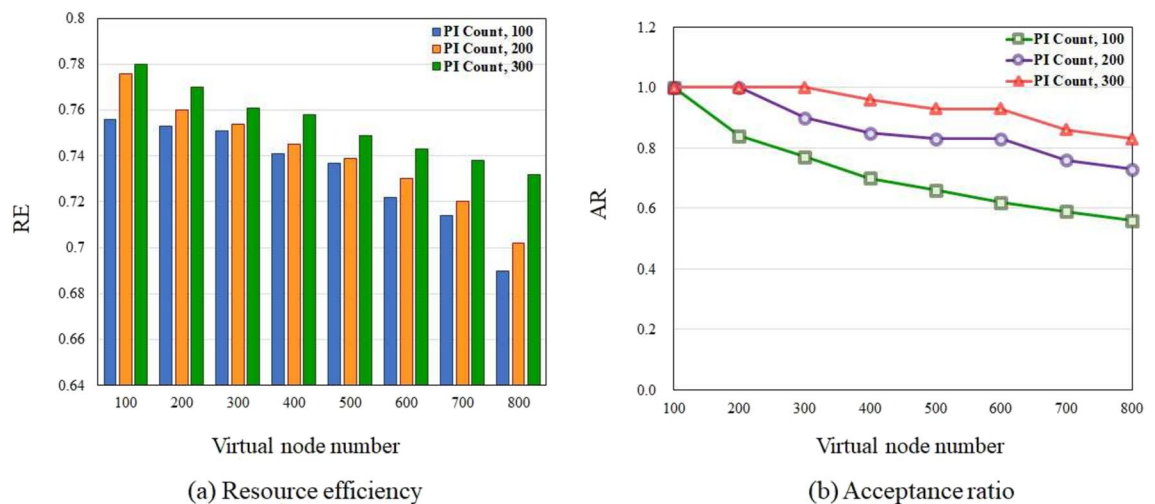 0.8
0.78
0.76
0.74
0.72
0.7
0.68
0.66
0.64
RE
PI Count, 100
PI Count, 200
PI Count, 300
100 200 300 400 500 600 700 800
Virtual node number
(a) Resource efficiency
1.2
1.0
0.8
0.6
0.4
0.2
0.0
AR
PI Count, 100
PI Count, 200
PI Count, 300
100 200 300 400 500 600 700 800
Virtual node number
(b) Acceptance ratio